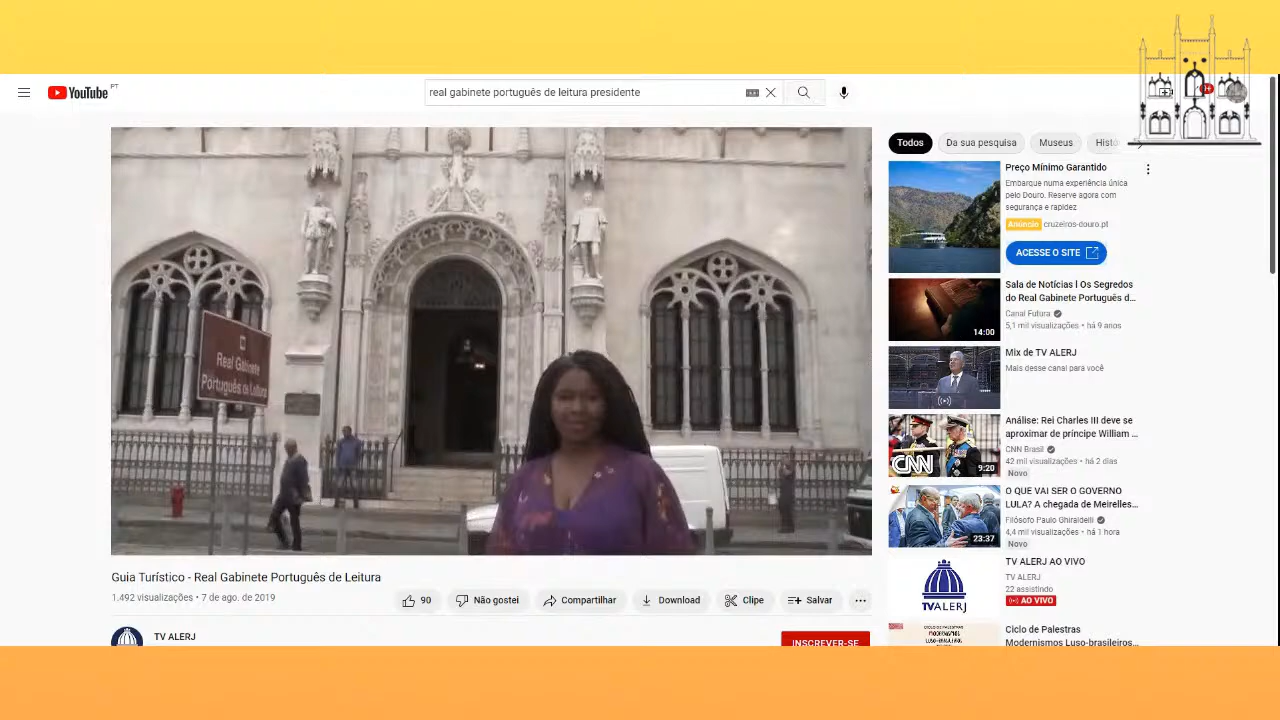 YouTube PT
real gabinete português de leitura presidente
Real Gabinete
Português de Leitura
Guia Turístico - Real Gabinete Português de Leitura
1.492 visualizações • 7 de ago. de 2019
90
Não gostei
Compartilhar
Download
Clipe
Salvar
TV ALERJ
INSCREVER-SE
Todos
Da sua pesquisa
Museus
Preço Mínimo Garantido
Embarque numa experiência única
pelo Douro. Reserve agora com
segurança e rapidez
Anúncio cruzeiros-douro.pt
ACESSE O SITE
14:00
Sala de Notícias | Os Segredos
do Real Gabinete Português d...
Canal Futura
5,1 mil visualizações • há 9 anos
Mix de TV ALERJ
Mais desse canal para você
CNN
9:20
Análise: Rei Charles III deve se
aproximar de príncipe William ...
CNN Brasil
42 mil visualizações • há 2 dias
Novo
23:37
O QUE VAI SER O GOVERNO
LULA? A chegada de Meirelles...
Filósofo Paulo Ghiraldelli
4,4 mil visualizações • há 1 hora
Novo
TVALERJ
TV ALERJ AO VIVO
TV ALERJ
22 assistindo
AO VIVO
CICLO DE PALESTRAS
MODERNISMOS
LUSO-BRASILEIROS
Ciclo de Palestras
Modernismos Luso-brasileiros...